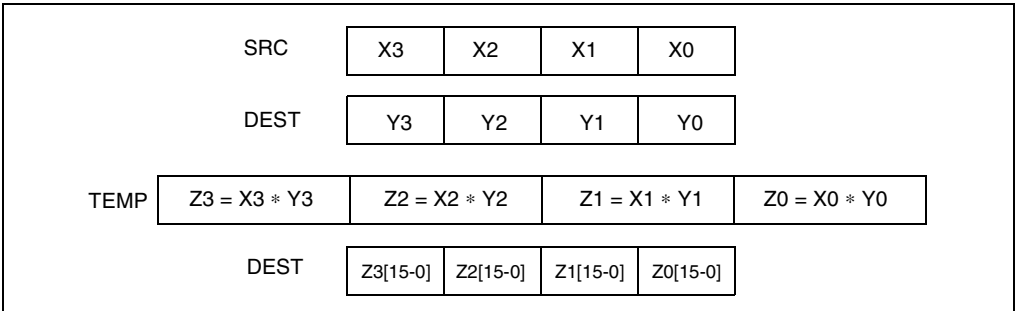 SRC X3 X2 X1 X0
DEST Y3 Y2 Y1 Y0
TEMP Z3 = X3 * Y3 Z2 = X2 * Y2 Z1 = X1 * Y1 Z0 = X0 * Y0
DEST Z3[15-0] Z2[15-0] Z1[15-0] Z0[15-0]